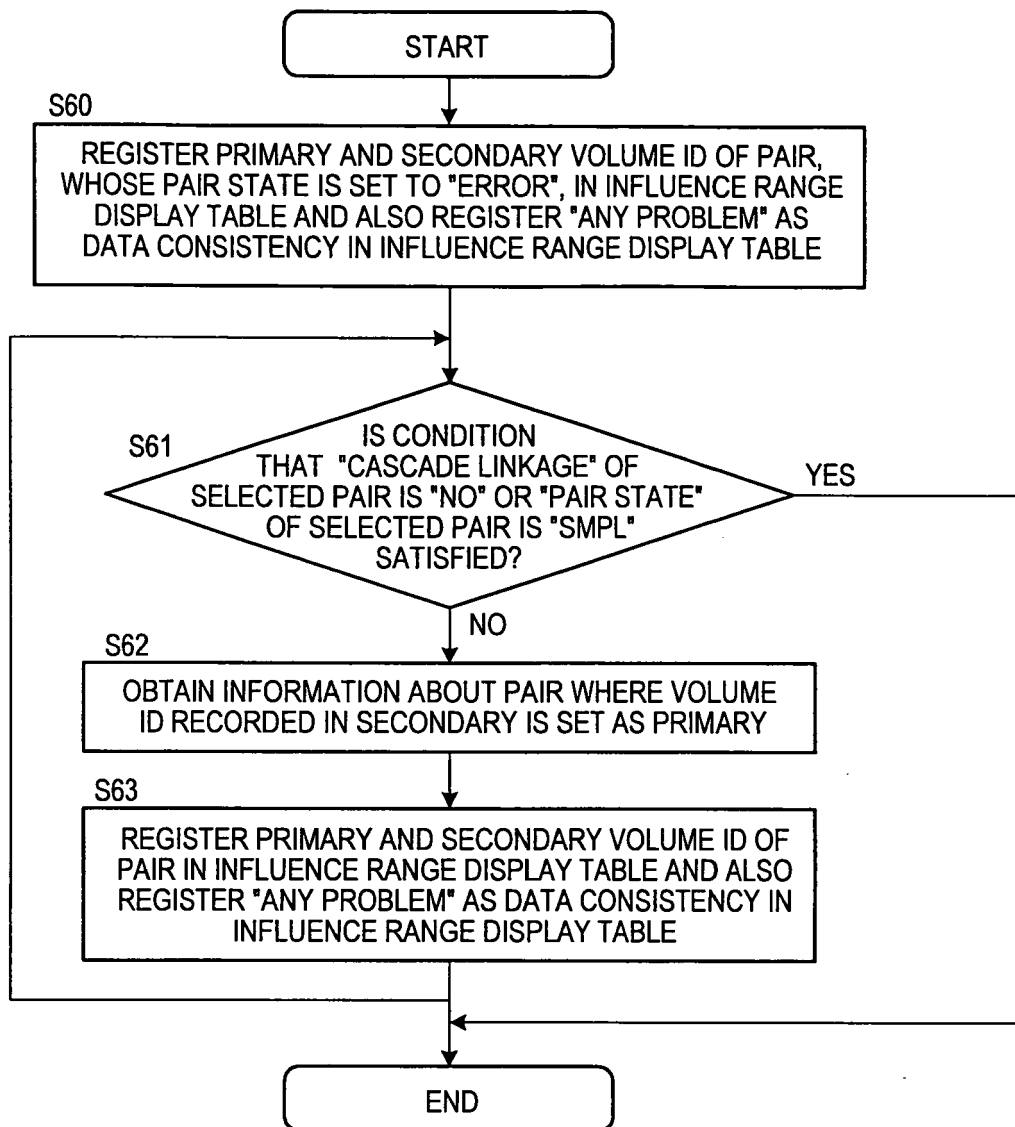 START
S60
REGISTER PRIMARY AND SECONDARY VOLUME ID OF PAIR,
WHOSE PAIR STATE IS SET TO "ERROR", IN INFLUENCE RANGE
DISPLAY TABLE AND ALSO REGISTER "ANY PROBLEM" AS
DATA CONSISTENCY IN INFLUENCE RANGE DISPLAY TABLE
S61
IS CONDITION
THAT "CASCADE LINKAGE" OF
SELECTED PAIR IS "NO" OR "PAIR STATE"
OF SELECTED PAIR IS "SMPL"
SATISFIED?
YES
NO
S62
OBTAIN INFORMATION ABOUT PAIR WHERE VOLUME
ID RECORDED IN SECONDARY IS SET AS PRIMARY
S63
REGISTER PRIMARY AND SECONDARY VOLUME ID OF
PAIR IN INFLUENCE RANGE DISPLAY TABLE AND ALSO
REGISTER "ANY PROBLEM" AS DATA CONSISTENCY IN
INFLUENCE RANGE DISPLAY TABLE
END